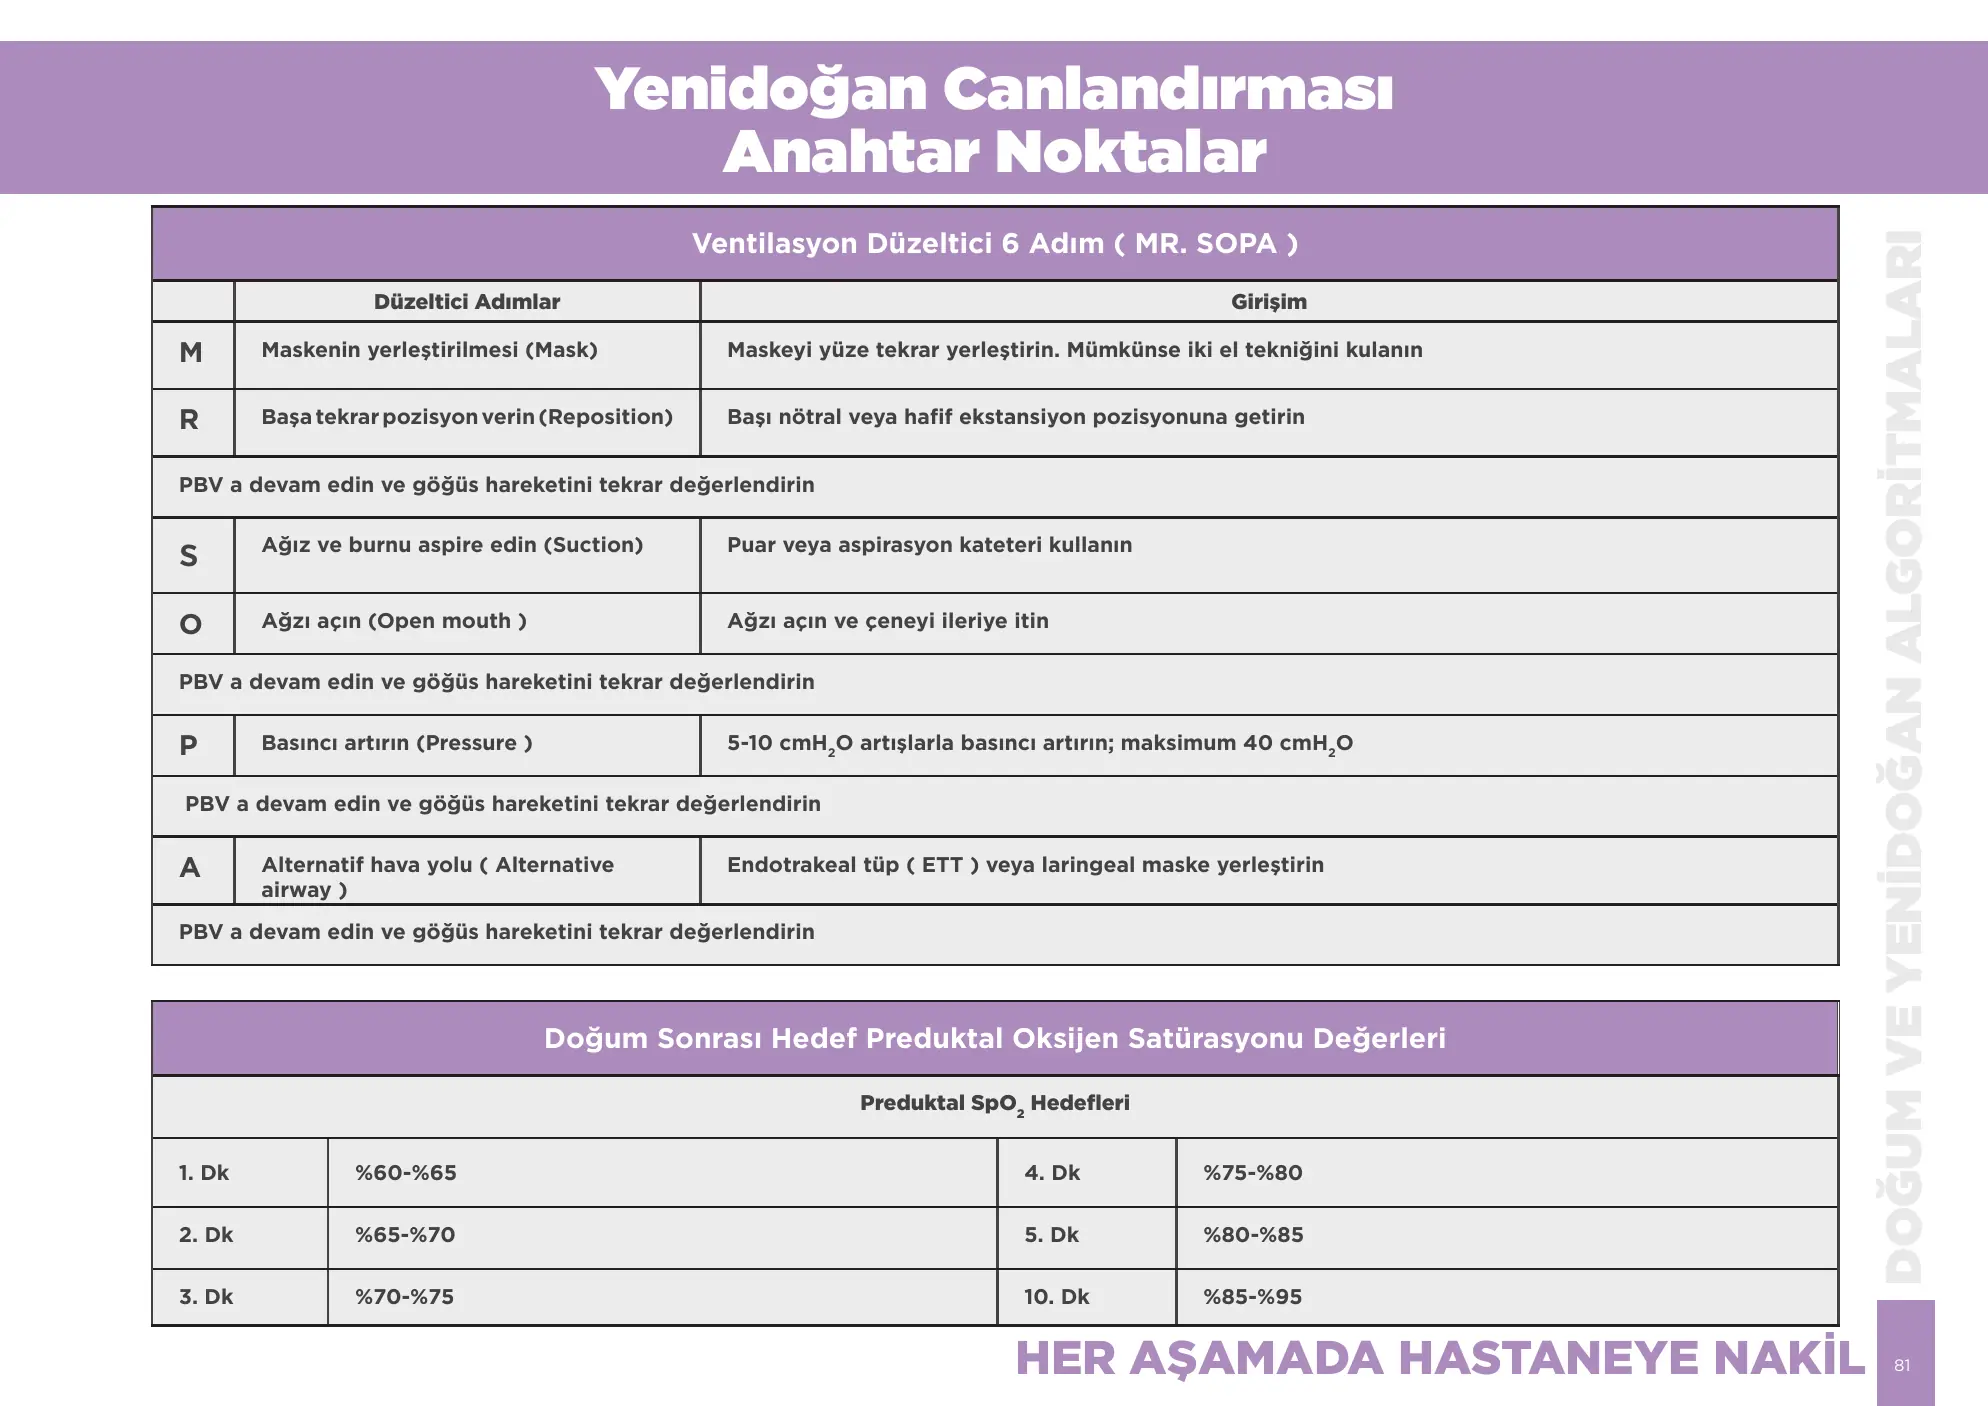 Yenidoğan Canlandırması
Anahtar Noktalar
Ventilasyon Düzeltici 6 Adım ( MR. SOPA )
Düzeltici Adımlar
Girişim
M
Maskenin yerleştirilmesi (Mask)
Maskeyi yüze tekrar yerleştirin. Mümkünse iki el tekniğini kulanın
R
Başa tekrar pozisyon verin (Reposition)
Başı nötral veya hafif ekstansiyon pozisyonuna getirin
PBV a devam edin ve göğüs hareketini tekrar değerlendirin
S
Ağız ve burnu aspire edin (Suction)
Puar veya aspirasyon kateteri kullanın
O
Ağzı açın (Open mouth )
Ağzı açın ve çeneyi ileriye itin
PBV a devam edin ve göğüs hareketini tekrar değerlendirin
P
Basıncı artırın (Pressure )
5-10 cmH₂O artışlarla basıncı artırın; maksimum 40 cmH₂O
PBV a devam edin ve göğüs hareketini tekrar değerlendirin
A
Alternatif hava yolu ( Alternative
airway )
Endotrakeal tüp ( ETT ) veya laringeal maske yerleştirin
PBV a devam edin ve göğüs hareketini tekrar değerlendirin
Doğum Sonrası Hedef Preduktal Oksijen Satürasyonu Değerleri
Preduktal SpO₂ Hedefleri
1. Dk
%60-%65
4. Dk
%75-%80
2. Dk
%65-%70
5. Dk
%80-%85
3. Dk
%70-%75
10. Dk
%85-%95
HER AŞAMADA HASTANEYE NAKİL
DOĞUM VE YENİDOĞAN ALGORİTMALARI
81